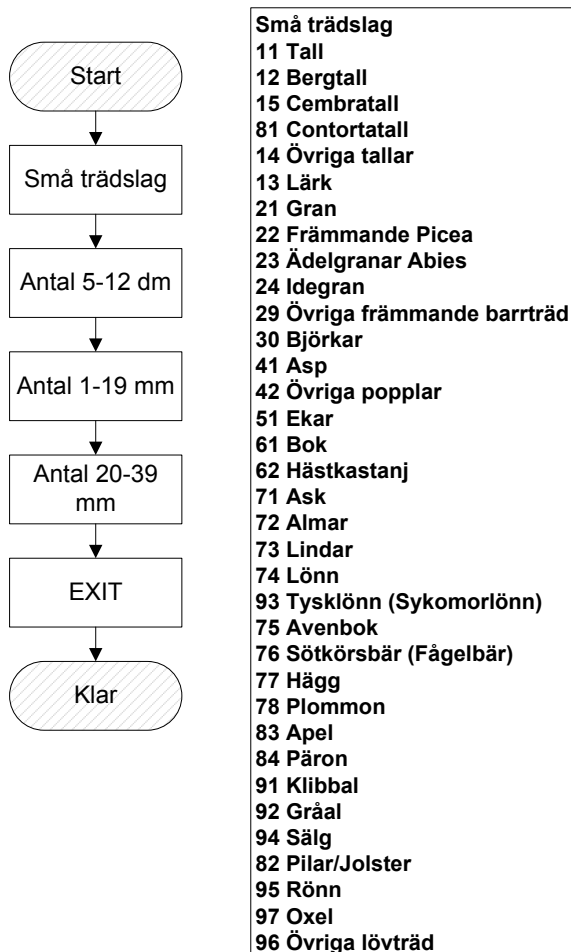 Start
Små trädslag
Antal 5-12 dm
Antal 1-19 mm
Antal 20-39
mm
EXIT
Klar
Små trädslag
11 Tall
12 Bergtall
15 Cembratall
81 Contortatall
14 Övriga tallar
13 Lärk
21 Gran
22 Främmande Picea
23 Ädelgranar Abies
24 Idegran
29 Övriga främmande barrträd
30 Björkar
41 Asp
42 Övriga popplar
51 Ekar
61 Bok
62 Hästkastanj
71 Ask
72 Almar
73 Lindar
74 Lönn
93 Tysklönn (Sykomorlönn)
75 Avenbok
76 Sötkörsbär (Fågelbär)
77 Hägg
78 Plommon
83 Apel
84 Päron
91 Klibbal
92 Gråal
94 Sälg
82 Pilar/Jolster
95 Rönn
97 Oxel
96 Övriga lövträd